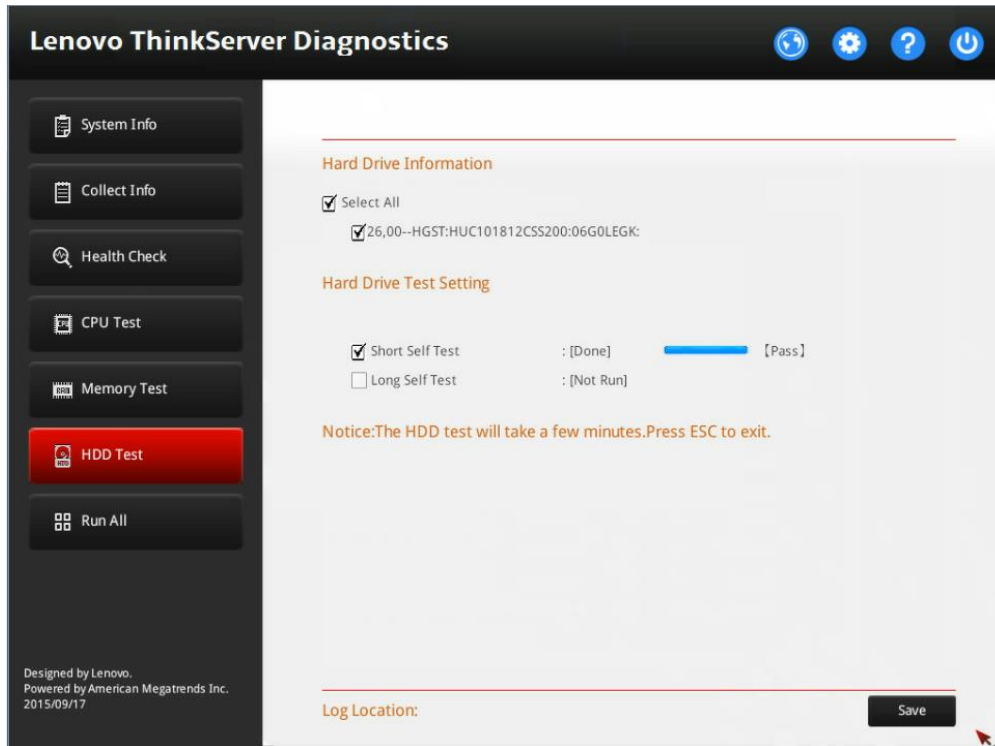 Lenovo ThinkServer Diagnostics
System Info
Collect Info
Health Check
CPU Test
Memory Test
HDD Test
Run All
Designed by Lenovo.
Powered by American Megatrends Inc.
2015/09/17
Hard Drive Information
Select All
26,00--HGST:HUC101812CSS200:06G0LEGK:
Hard Drive Test Setting
Short Self Test : [Done] 【Pass】
Long Self Test : [Not Run]
Notice:The HDD test will take a few minutes.Press ESC to exit.
Log Location:
Save